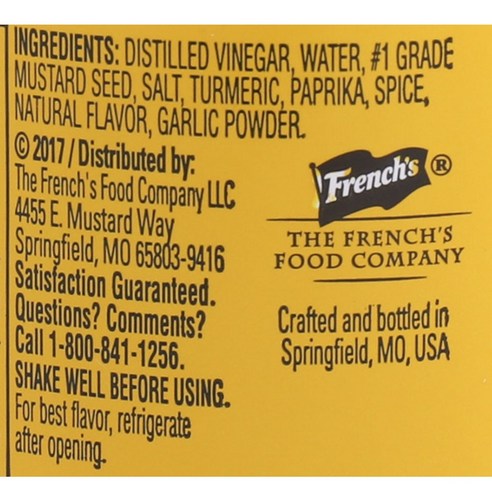 INGREDIENTS: DISTILLED VINEGAR, WATER, #1 GRADE
MUSTARD SEED, SALT, TURMERIC, PAPRIKA, SPICE,
NATURAL FLAVOR, GARLIC POWDER.
© 2017 / Distributed by:
The French's Food Company LLC
4455 E. Mustard Way
Springfield, MO 65803-9416
Satisfaction Guaranteed.
Questions? Comments?
Call 1-800-841-1256.
SHAKE WELL BEFORE USING.
For best flavor, refrigerate
after opening.
French's ®
THE FRENCH'S
FOOD COMPANY
Crafted and bottled in
Springfield, MO, USA